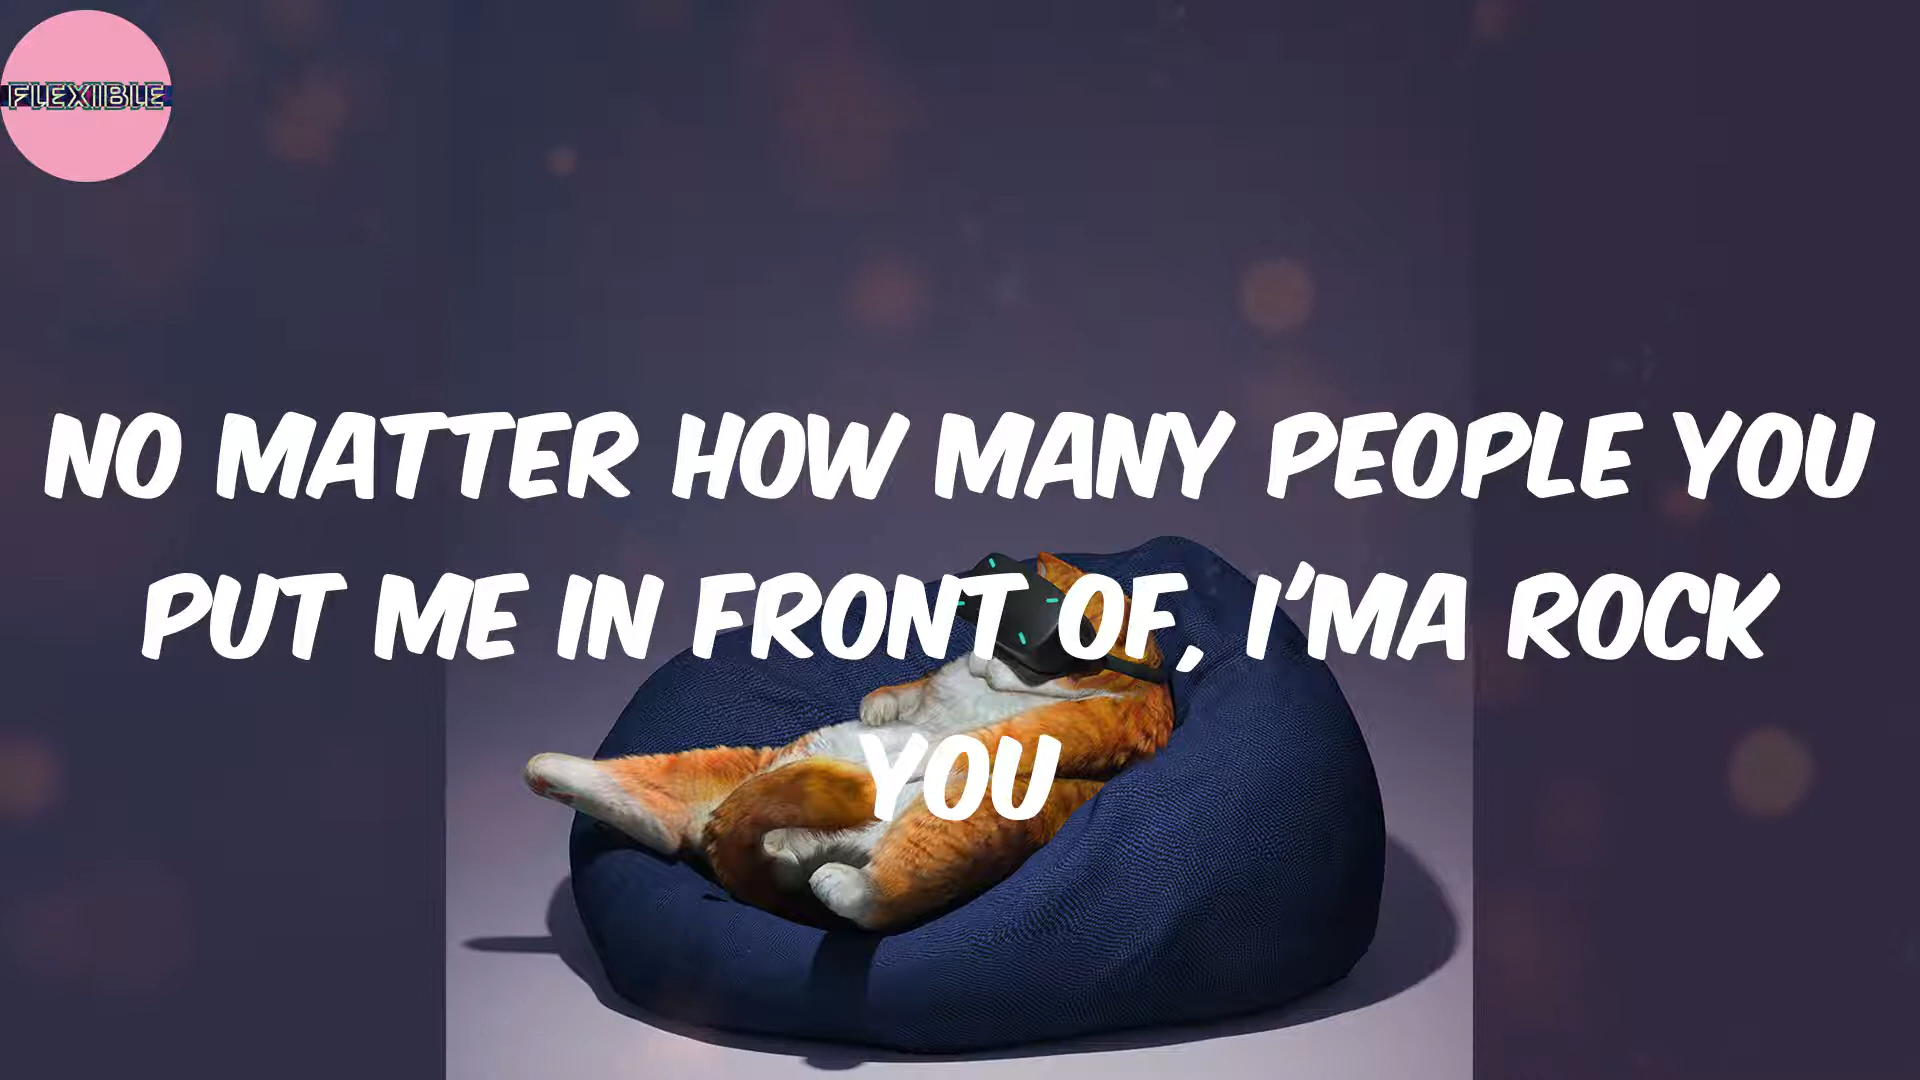 FLEXIBLE
NO MATTER HOW MANY PEOPLE YOU
PUT ME IN FRONT OF, I'MA ROCK
YOU